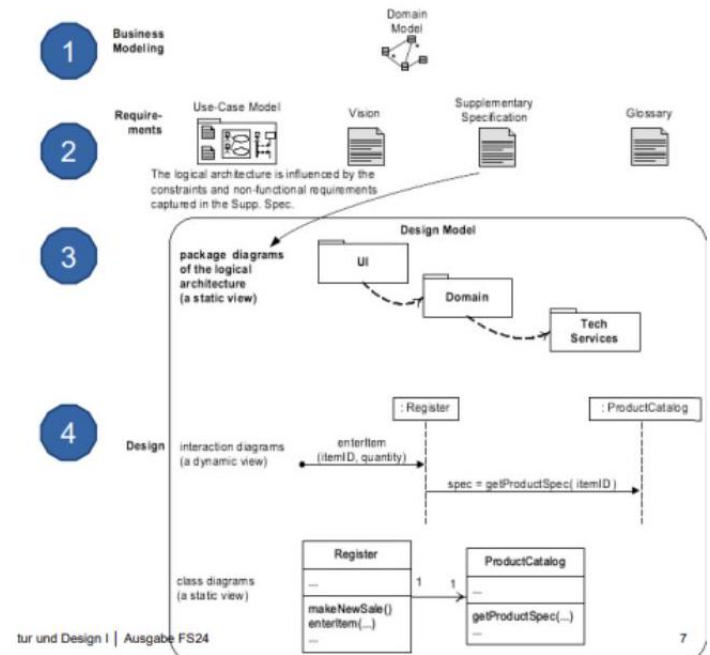 1
Business
Modeling
Domain
Model
2
Require-
ments
Use-Case Model
Vision
Supplementary
Specification
Glossary
The logical architecture is influenced by the
constraints and non-functional requirements
captured in the Supp. Spec.
3
Design Model
package diagrams
of the logical
architecture
(a static view)
UI
Domain
Tech
Services
4
Design
interaction diagrams
(a dynamic view)
: Register
: ProductCatalog
enterItem
(itemID, quantity)
spec = getProductSpec( itemID )
class diagrams
(a static view)
Register
...
makeNewSale()
enterItem(...)
...
1
1
ProductCatalog
...
getProductSpec(...)
...
tur und Design I | Ausgabe FS24
7